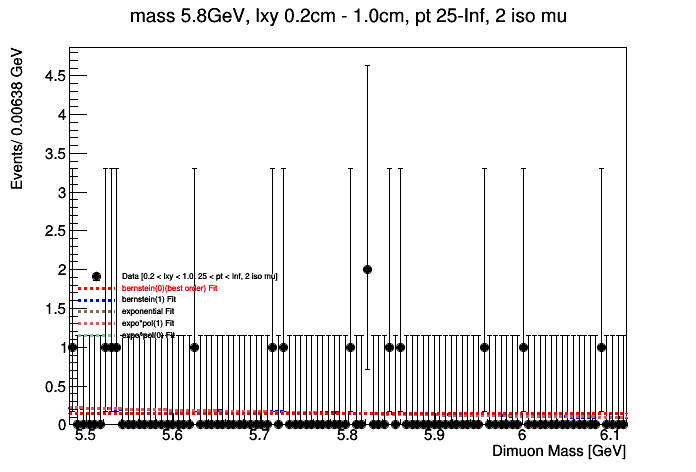 mass 5.8GeV, lxy 0.2cm - 1.0cm, pt 25-Inf, 2 iso mu
Events/ 0.00638 GeV
4.5
4
3.5
3
2.5
2
1.5
1
0.5
0
Data [0.2 < lxy < 1.0, 25 < pt < Inf, 2 iso mu]
bernstein(0)(best order) Fit
bernstein(1) Fit
exponential Fit
expo*pol(1) Fit
expo*pol(0) Fit
5.5 5.6 5.7 5.8 5.9 6 6.1
Dimuon Mass [GeV]